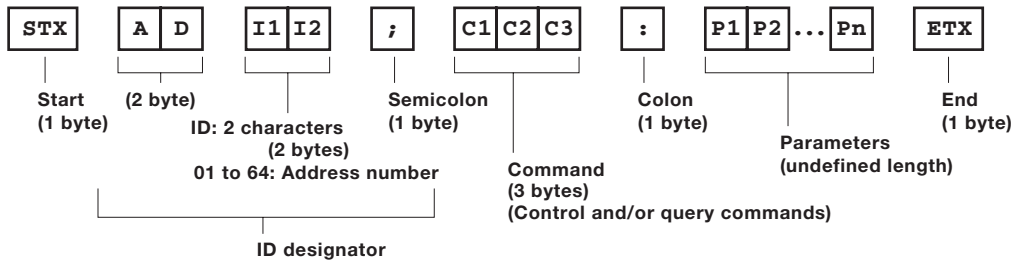 STX A D I1 I2 ; C1 C2 C3 : P1 P2 ... Pn ETX
Start
(1 byte)
(2 byte)
ID: 2 characters
(2 bytes)
01 to 64: Address number
ID designator
Semicolon
(1 byte)
Command
(3 bytes)
(Control and/or query commands)
Colon
(1 byte)
Parameters
(undefined length)
End
(1 byte)